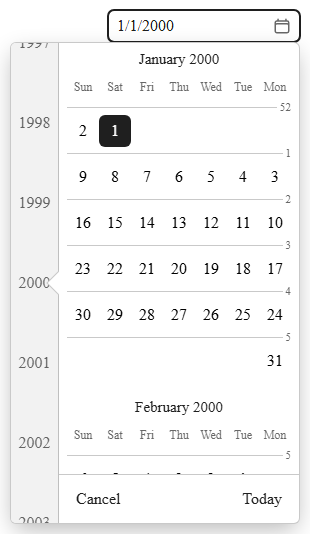 1/1/2000
1997
1998
1999
2000
2001
2002
2003
January 2000
Sun Sat Fri Thu Wed Tue Mon
52
2 1
1
9 8 7 6 5 4 3
2
16 15 14 13 12 11 10
3
23 22 21 20 19 18 17
4
30 29 28 27 26 25 24
5
31
February 2000
Sun Sat Fri Thu Wed Tue Mon
5
Cancel Today